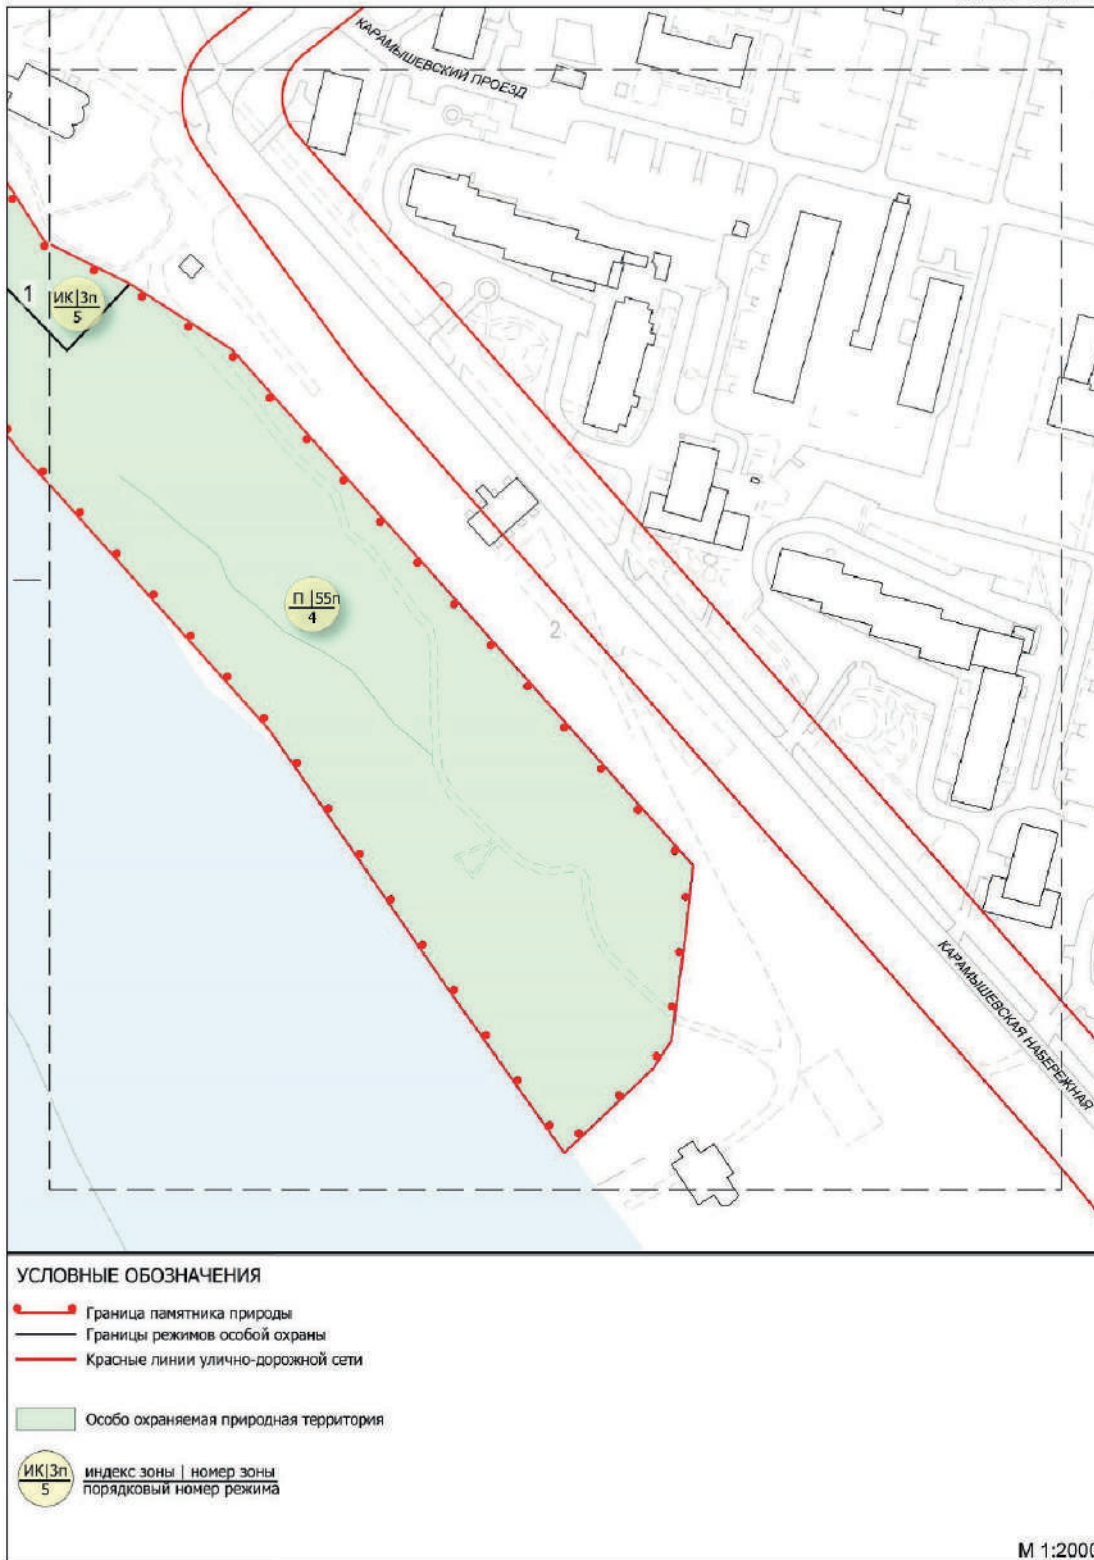 КАРАМЫШЕВСКИЙ ПРОЕЗД
1
ИК|3п
5
П |55п
4
2
КАРАМЫШЕВСКАЯ НАБЕРЕЖНАЯ
УСЛОВНЫЕ ОБОЗНАЧЕНИЯ
Граница памятника природы
Границы режимов особой охраны
Красные линии улично-дорожной сети
Особо охраняемая природная территория
ИК|3п
5
индекс зоны | номер зоны
порядковый номер режима
М 1:2000